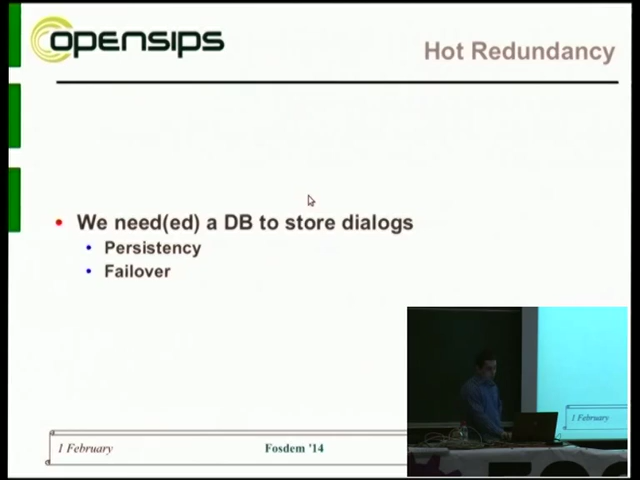 opensips
Hot Redundancy
We need(ed) a DB to store dialogs
Persistency
Failover
1 February
1 February
Fosdem '14